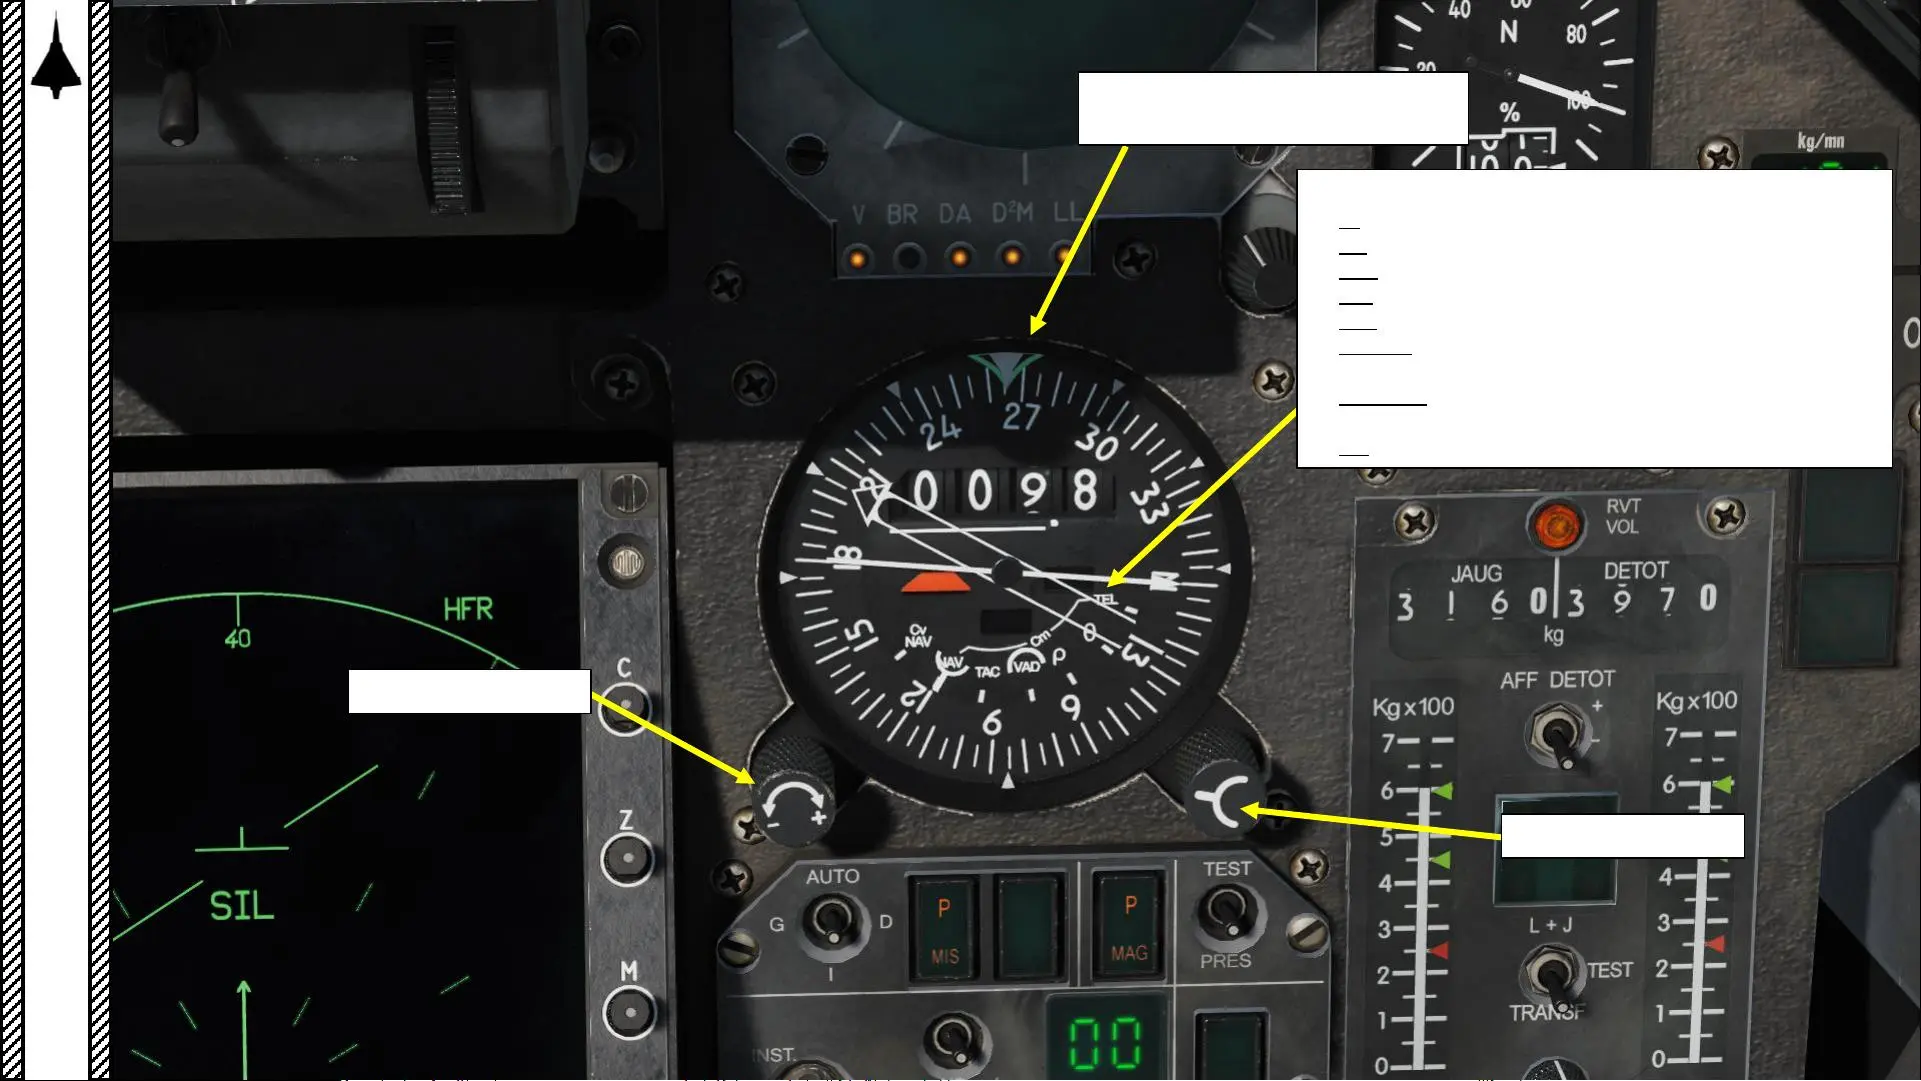 40
60
N
80
20
100
%
kg/mn
V BR DA D²M LL
24 27 30
33
0 0 9 8
RVT
VOL
JAUG DETOT
3 1 6 0 3 9 7 0
kg
18
N
TEL
HFR
40
15
Cv
NAV
NAV
TAC
VAD
Cm
θ
ρ
3
12
6
9
C
AFF DETOT
+
-
Kg x100
7
6
5
4
3
2
1
0
Kg x100
7
6
4
3
2
1
0
- +
Z
SIL
M
AUTO
G D
I
P
MIS
P
MAG
TEST
PRES
L + J
TEST
TRANSF
INST.
00